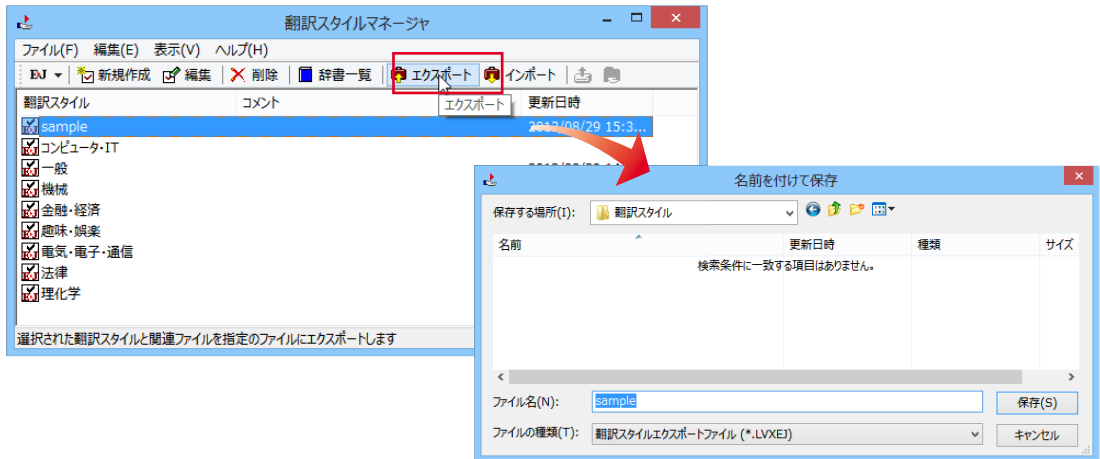 翻訳スタイルマネージャ
ファイル(F) 編集(E) 表示(V) ヘルプ(H)
EJ 新規作成 編集 削除 辞書一覧 エクスポート インポート
翻訳スタイル コメント 更新日時
エクスポート
sample 2013/08/29 15:3...
コンピュータ・IT
一般
機械
金融・経済
趣味・娯楽
電気・電子・通信
法律
理化学
選択された翻訳スタイルと関連ファイルを指定のファイルにエクスポートします
名前を付けて保存
保存する場所(I): 翻訳スタイル
名前 更新日時 種類 サイズ
検索条件に一致する項目はありません。
ファイル名(N): sample 保存(S)
ファイルの種類(T): 翻訳スタイルエクスポートファイル (*.LVXEJ) キャンセル